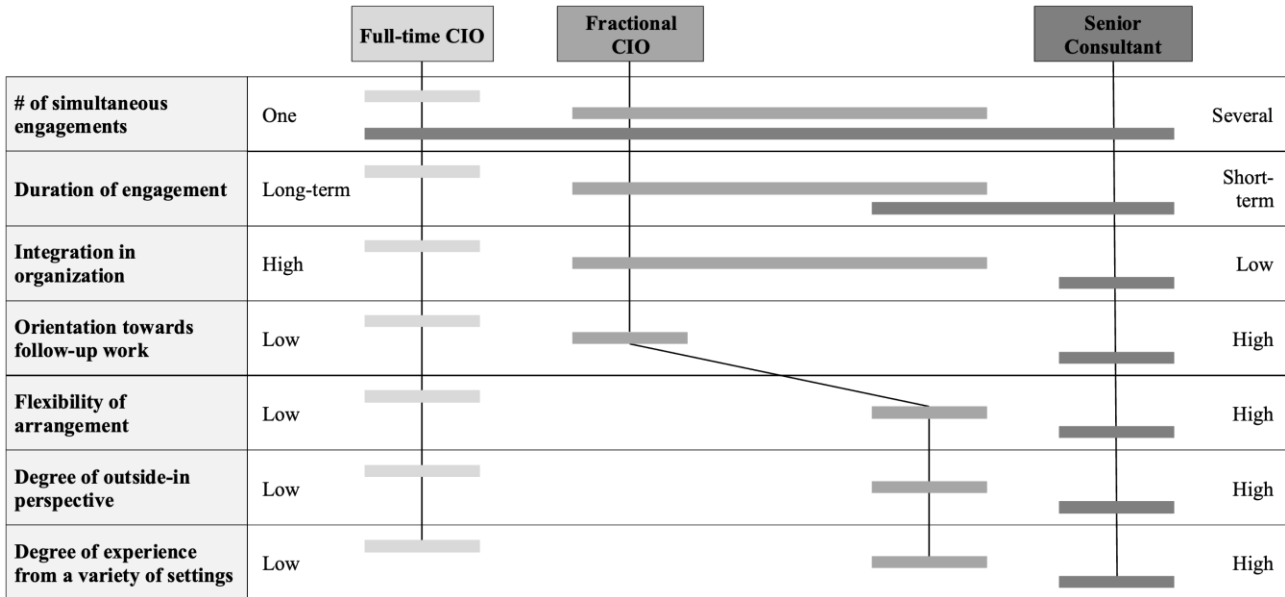 Full-time CIO
Fractional
CIO
Senior
Consultant
# of simultaneous
engagements
One
Several
Duration of engagement
Long-term
Short-
term
Integration in
organization
High
Low
Orientation towards
follow-up work
Low
High
Flexibility of
arrangement
Low
High
Degree of outside-in
perspective
Low
High
Degree of experience
from a variety of settings
Low
High